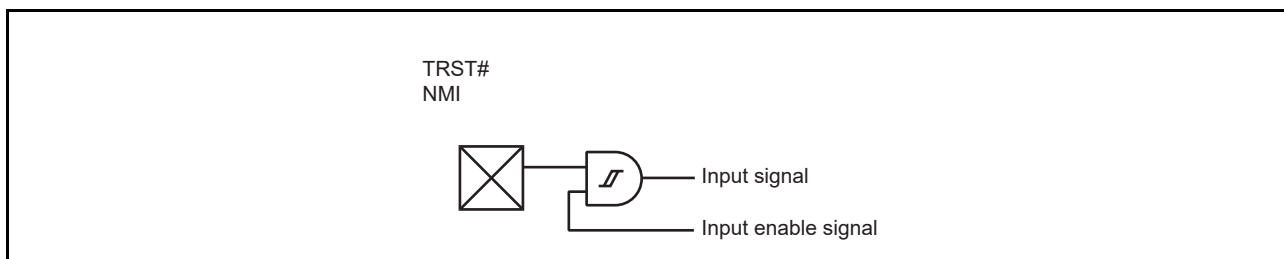 TRST#
NMI
Input signal
Input enable signal